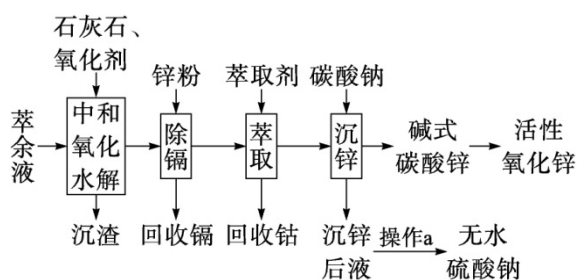 石灰石、
氧化剂
锌粉
萃取剂
碳酸钠
萃余液
中和氧化水解
除镉
萃取
沉锌
碱式碳酸锌
活性氧化锌
沉渣
回收镉
回收钴
沉锌后液
操作a
无水硫酸钠